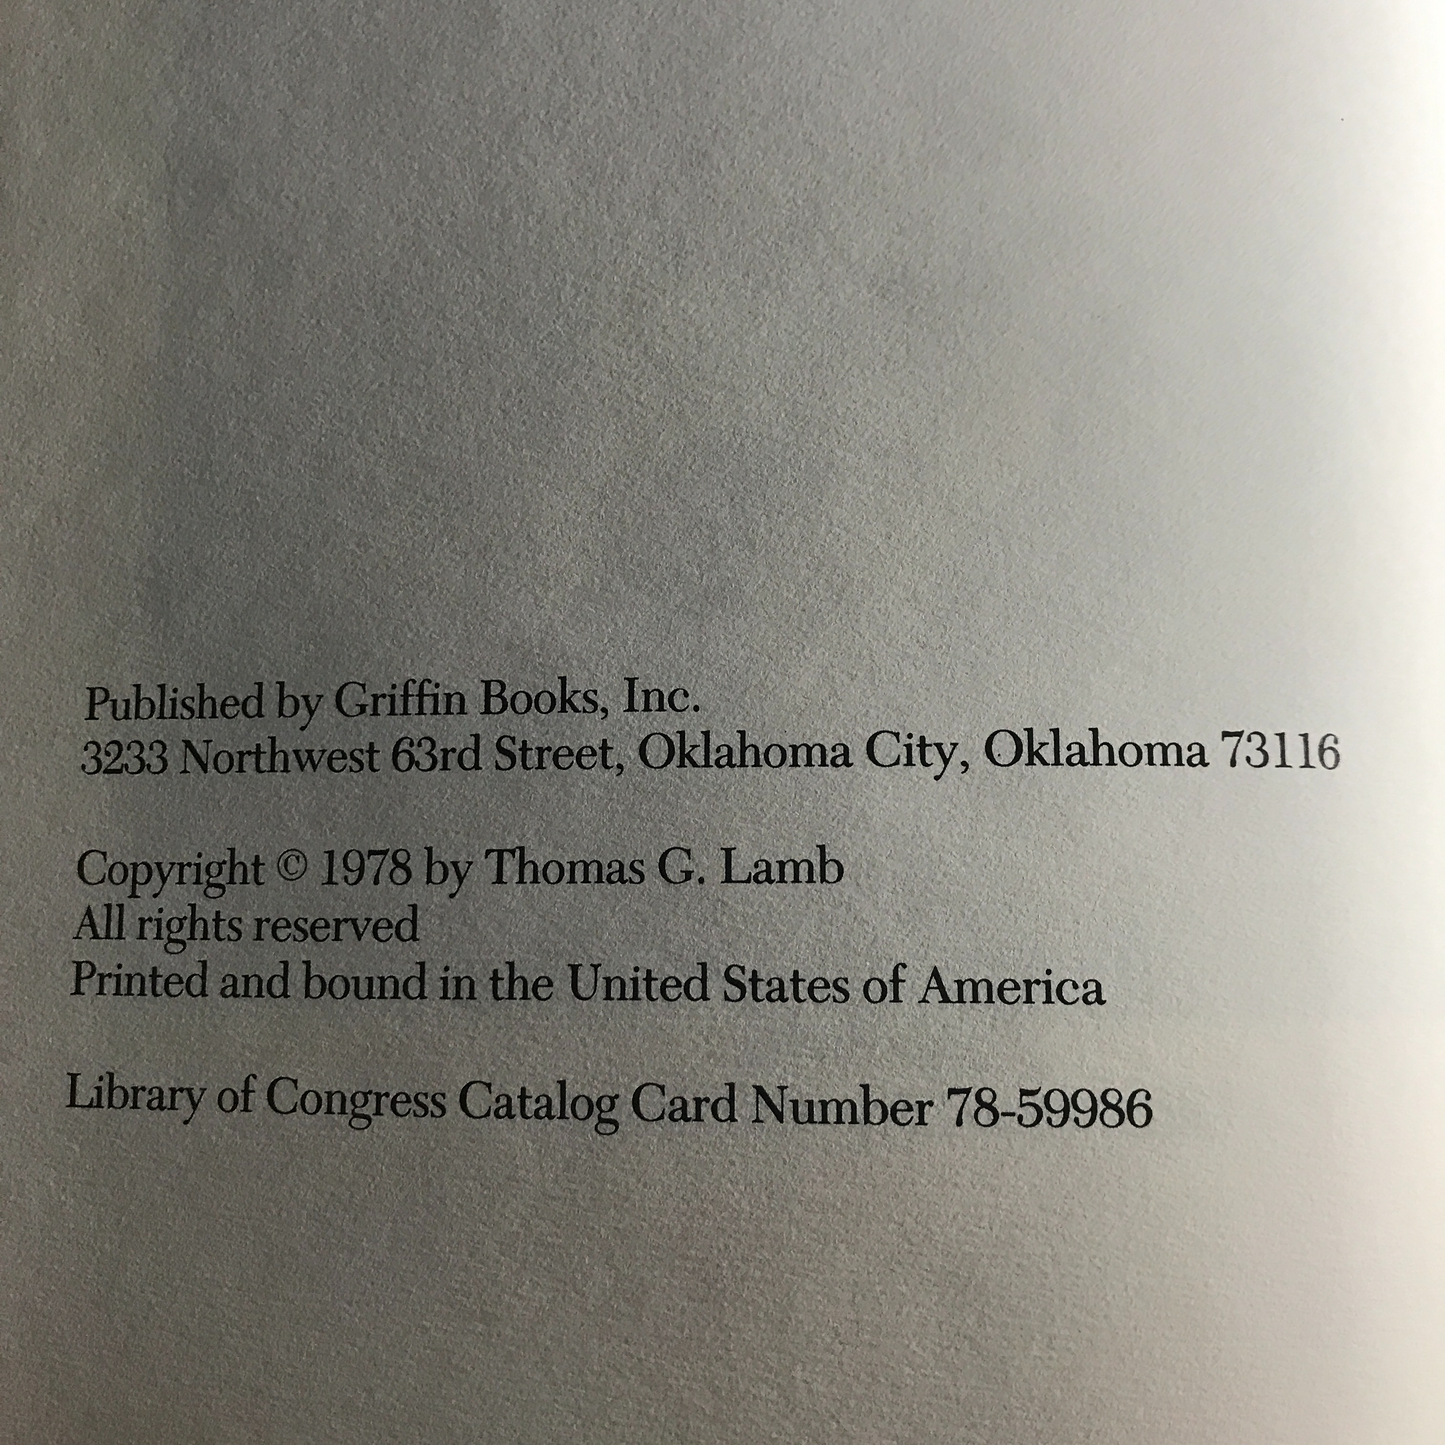 Published by Griffin Books, Inc.
3233 Northwest 63rd Street, Oklahoma City, Oklahoma 73116
Copyright © 1978 by Thomas G. Lamb
All rights reserved
Printed and bound in the United States of America
Library of Congress Catalog Card Number 78-59986